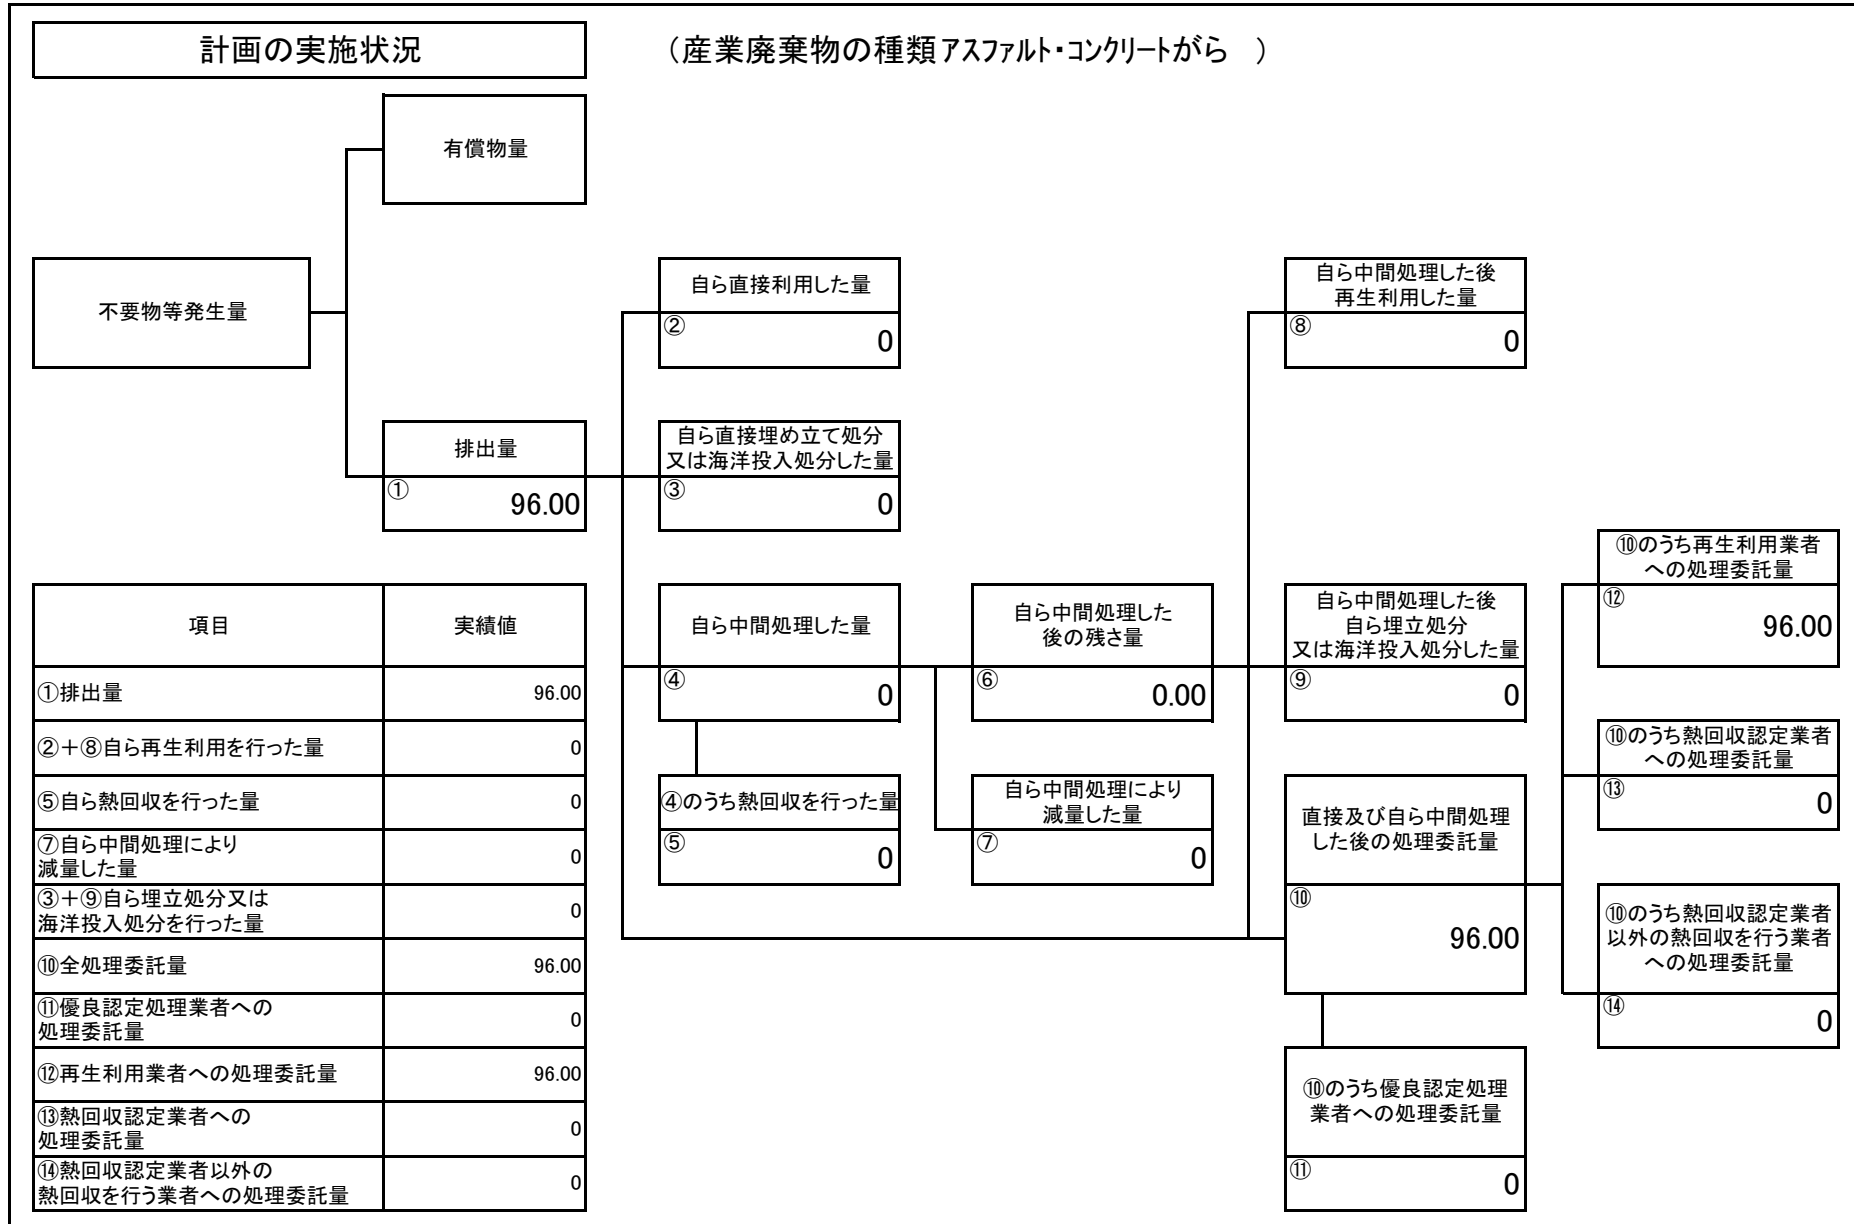 計画の実施状況
(産業廃棄物の種類アスファルト・コンクリートがら )
有償物量
不要物等発生量
排出量
① 96.00
自ら直接利用した量
② 0
自ら直接埋め立て処分
又は海洋投入処分した量
③ 0
自ら中間処理した量
④ 0
④のうち熱回収を行った量
⑤ 0
自ら中間処理した
後の残さ量
⑥ 0.00
自ら中間処理により
減量した量
⑦ 0
自ら中間処理した後
再生利用した量
⑧ 0
自ら中間処理した後
自ら埋立処分
又は海洋投入処分した量
⑨ 0
直接及び自ら中間処理
した後の処理委託量
⑩
96.00
⑩のうち優良認定処理
業者への処理委託量
⑪ 0
⑩のうち再生利用業者
への処理委託量
⑫
96.00
⑩のうち熱回収認定業者
への処理委託量
⑬ 0
⑩のうち熱回収認定業者
以外の熱回収を行う業者
への処理委託量
⑭ 0
項目 実績値
①排出量 96.00
②+⑧自ら再生利用を行った量 0
⑤自ら熱回収を行った量 0
⑦自ら中間処理により
減量した量 0
③+⑨自ら埋立処分又は
海洋投入処分を行った量 0
⑩全処理委託量 96.00
⑪優良認定処理業者への
処理委託量 0
⑫再生利用業者への処理委託量 96.00
⑬熱回収認定業者への
処理委託量 0
⑭熱回収認定業者以外の
熱回収を行う業者への処理委託量 0